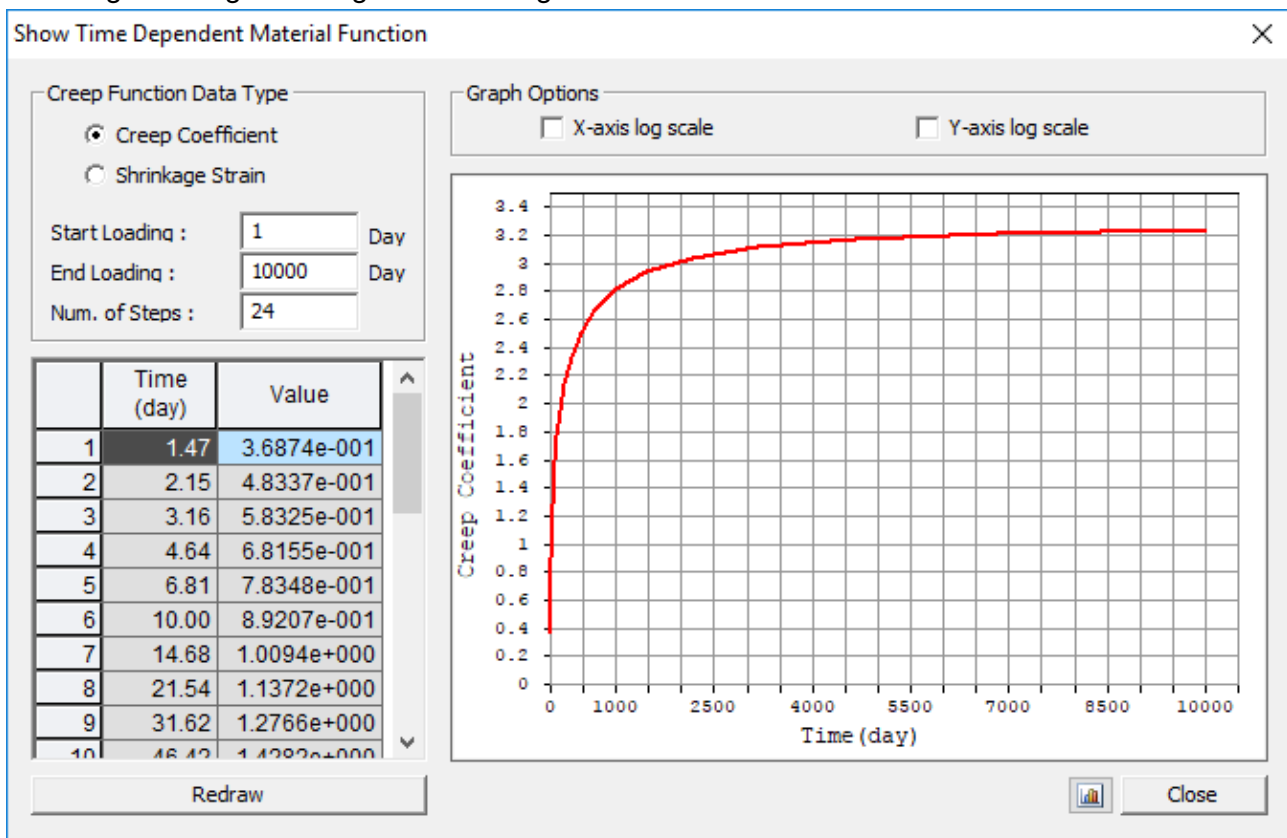 Show Time Dependent Material Function
Creep Function Data Type
Creep Coefficient
Shrinkage Strain
Start Loading : 1 Day
End Loading : 10000 Day
Num. of Steps : 24
Time (day) Value
1 1.47 3.6874e-001
2 2.15 4.8337e-001
3 3.16 5.8325e-001
4 4.64 6.8155e-001
5 6.81 7.8348e-001
6 10.00 8.9207e-001
7 14.68 1.0094e+000
8 21.54 1.1372e+000
9 31.62 1.2766e+000
10 46.42 1.4282e+000
Redraw
Graph Options
X-axis log scale Y-axis log scale
3.4
3.2
3
2.8
2.6
2.4
2.2
2
1.8
1.6
1.4
1.2
1
0.8
0.6
0.4
0.2
0
Creep Coefficient
0 1000 2500 4000 5500 7000 8500 10000
Time(day)
Close